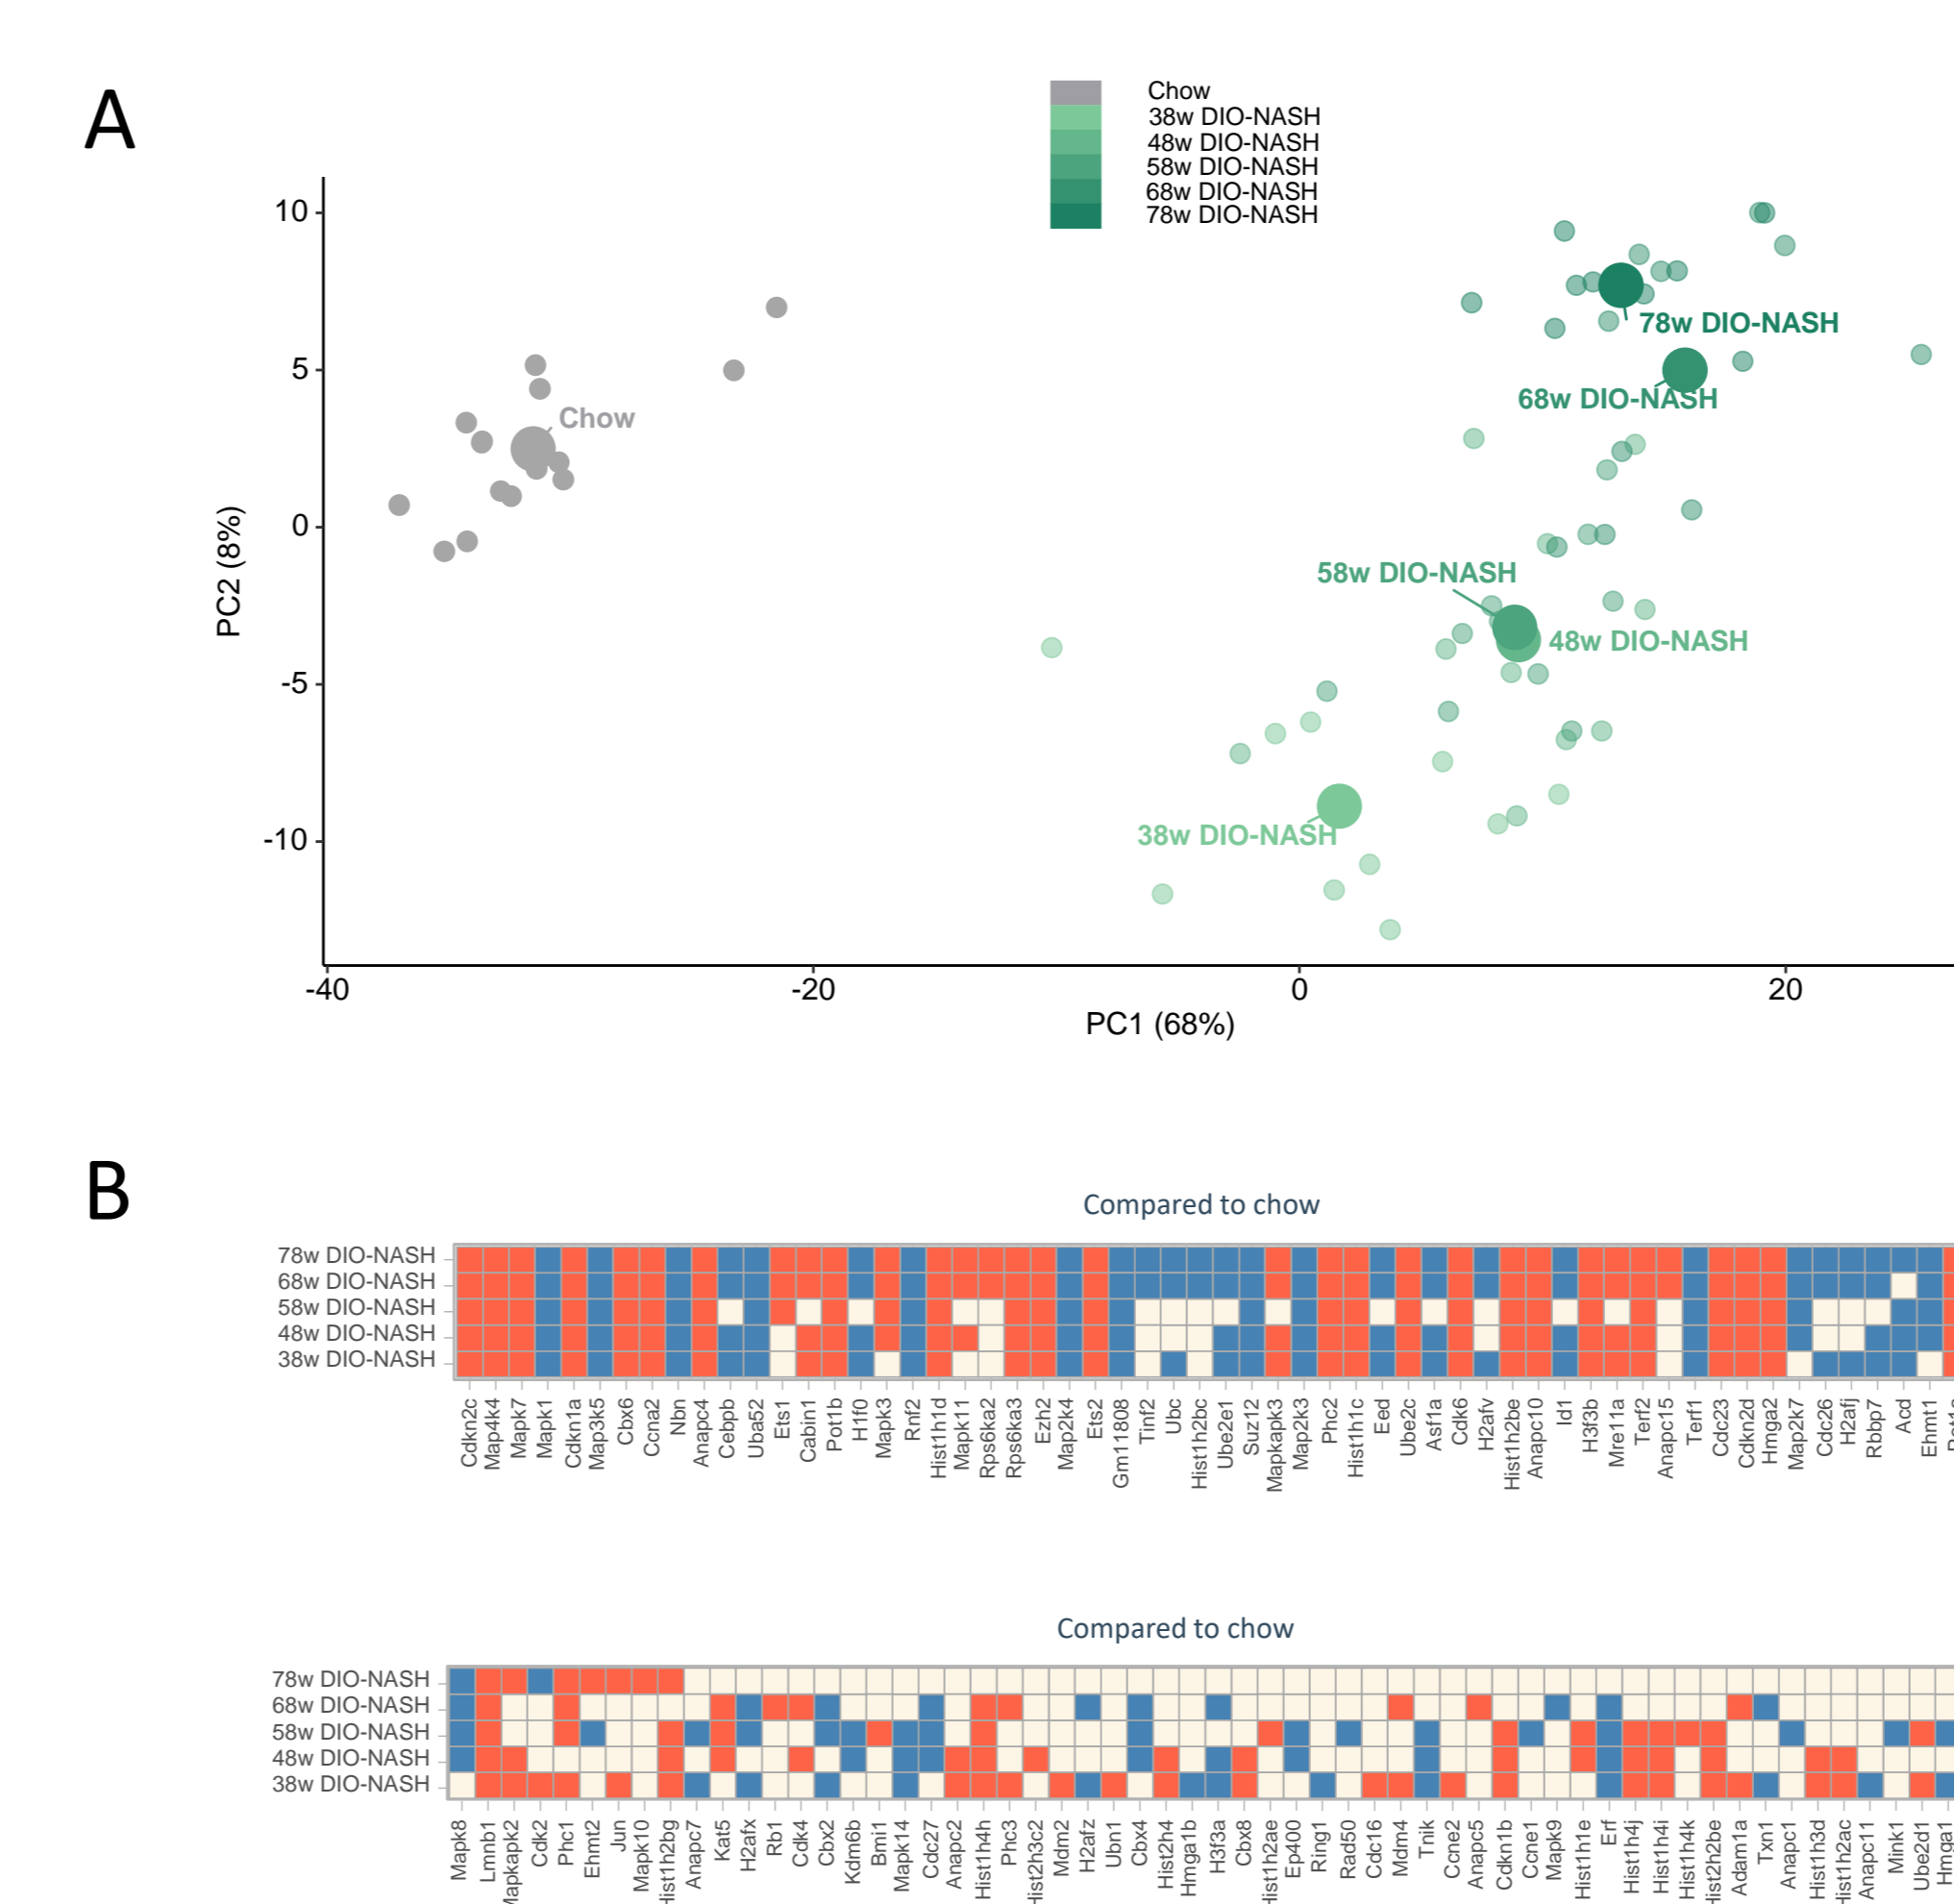 A
Chow
38w DIO-NASH
48w DIO-NASH
58w DIO-NASH
68w DIO-NASH
78w DIO-NASH
10
5
0
-5
-10
PC2 (8%)
Chow
78w DIO-NASH
68w DIO-NASH
58w DIO-NASH
48w DIO-NASH
38w DIO-NASH
-40
-20
0
20
PC1 (68%)
B
Compared to chow
78w DIO-NASH
68w DIO-NASH
58w DIO-NASH
48w DIO-NASH
38w DIO-NASH
Cdkn2c
Map4k4
Mapk7
Mapk1
Cdkn1a
Map3k5
Cbx6
Ccna2
Nbn
Anapc4
Cebpb
Uba52
Ets1
Cabin1
Pot1b
H1f0
Mapk3
Rnf2
Hist1h1d
Mapk11
Rps6ka2
Rps6ka3
Ezh2
Map2k4
Ets2
Gm11808
Tinf2
Ubc
Hist1h2bc
Ube2e1
Suz12
Mapkapk3
Map2k3
Phc2
Hist1h1c
Eed
Ube2c
Asf1a
Cdk6
H2afv
Hist1h2be
Anapc10
Id1
H3f3b
Mre11a
Terf2
Anapc15
Terf1
Cdc23
Cdkn2d
Hmga2
Map2k7
Cdc26
H2afj
Rbbp7
Acd
Ehmt1
Compared to chow
78w DIO-NASH
68w DIO-NASH
58w DIO-NASH
48w DIO-NASH
38w DIO-NASH
Mapk8
Lmnb1
Mapkapk2
Cdk2
Phc1
Ehmt2
Jun
Mapk10
Hist1h2bg
Anapc7
Kat5
H2afx
Rb1
Cdk4
Cbx2
Kdm6b
Bmi1
Mapk14
Cdc27
Anapc2
Hist1h4h
Phc3
Hist2h3c2
Mdm2
H2afz
Ubn1
Cbx4
Hist2h4
Hmga1b
H3f3a
Cbx8
Hist1h2ae
Ep400
Ring1
Rad50
Cdc16
Mdm4
Tnik
Ccne2
Anapc5
Cdkn1b
Ccne1
Mapk9
Hist1h1e
Erf
Hist1h4j
Hist1h4i
Hist1h4k
Hist2h2be
Adam1a
Txn1
Anapc1
Hist1h3d
Hist1h2ac
Anapc11
Mink1
Ube2d1
Hmga1